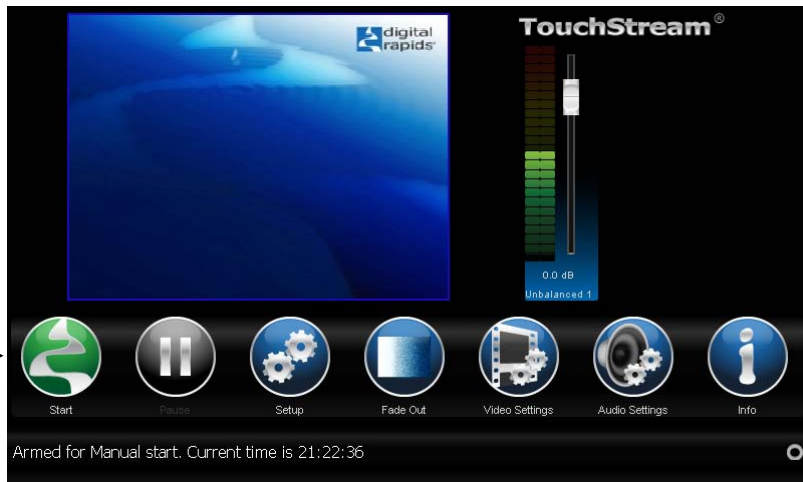 digital
rapids
TouchStream®
0.0 dB
Unbalanced 1
Start
Pause
Setup
Fade Out
Video Settings
Audio Settings
Info
Armed for Manual start. Current time is 21:22:36